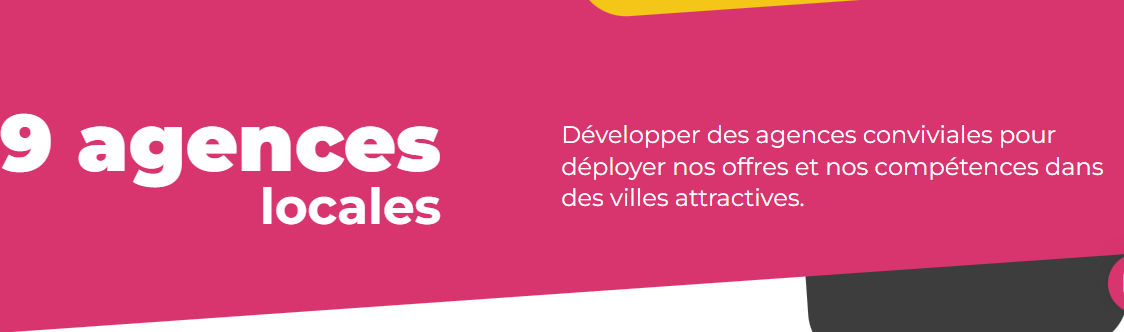 9 agences
locales
Développer des agences conviviales pour
déployer nos offres et nos compétences dans
des villes attractives.